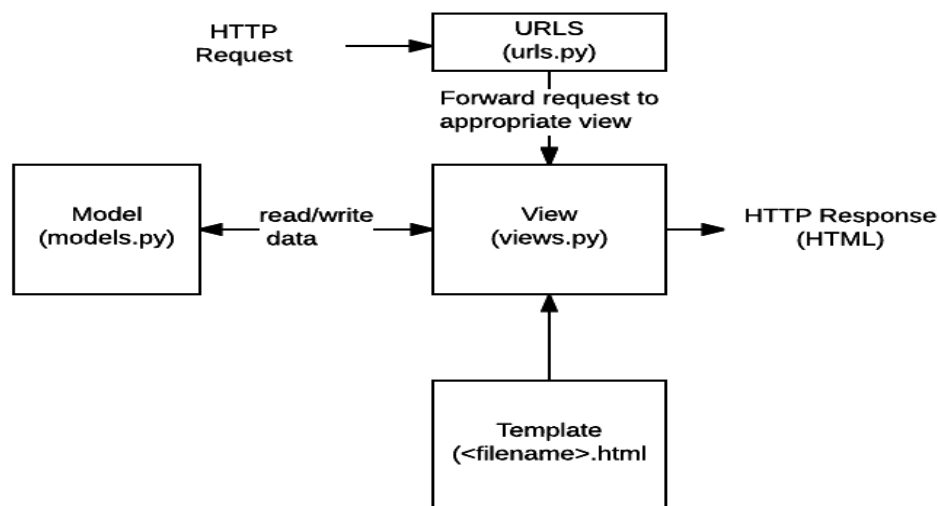 HTTP
Request
URLS
(urls.py)
Forward request to
appropriate view
Model
(models.py)
read/write
data
View
(views.py)
HTTP Response
(HTML)
Template
(<filename>.html